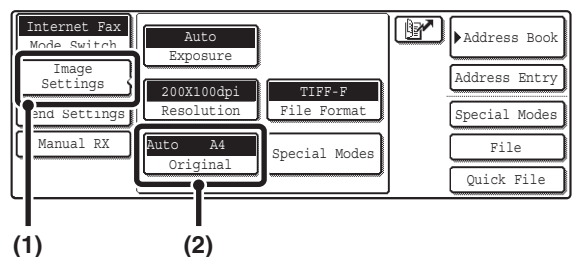 Internet Fax
Mode Switch
Image
Settings
Send Settings
Manual RX
Auto
Exposure
200X100dpi
Resolution
TIFF-F
File Format
Auto A4
Original
Special Modes
Address Book
Address Entry
Special Modes
File
Quick File
(1)
(2)